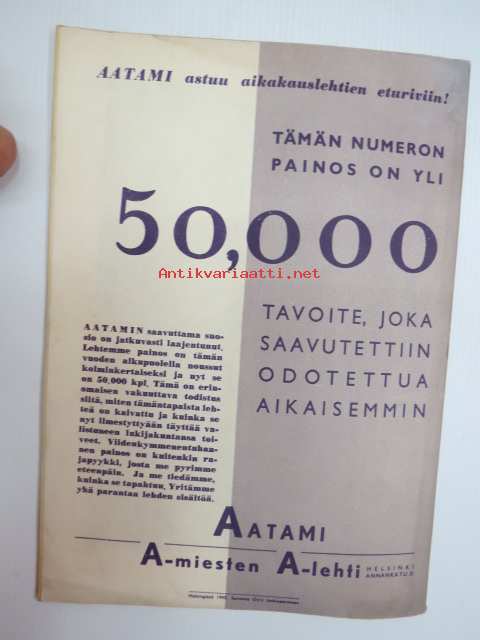 AATAMI astuu aikakauslehtien eturiviin!
TÄMÄN NUMERON
PAINOS ON YLI
50,000
Antikvariaatti.net
TAVOITE, JOKA
SAAVUTETTIIN
ODOTETTUA
AIKAISEMMIN
AATAMIN saavuttama suo-
sio on jatkuvasti laajentunut.
Lehtemme painos on tämän
vuoden alkupuolella noussut
kolminkertaiseksi ja nyt se
on 50,000 kpl. Tämä on erin-
omaisen vakuuttava todistus
siitä, miten tämäntapaista leh-
teä on kaivattu ja kuinka se
nyt ilmestyttyään täyttää va-
listuneen lukijakuntansa toi-
veet. Viidenkymmenentuhan-
nen painos on kuitenkin ra-
japyykki, josta me pyrimme
eteenpäin. Ja me tiedämme,
kuinka se tapahtuu. Yritämme
yhä parantaa lehden sisältöä.
AATAMI
A-miesten A-lehti
HELSINKI